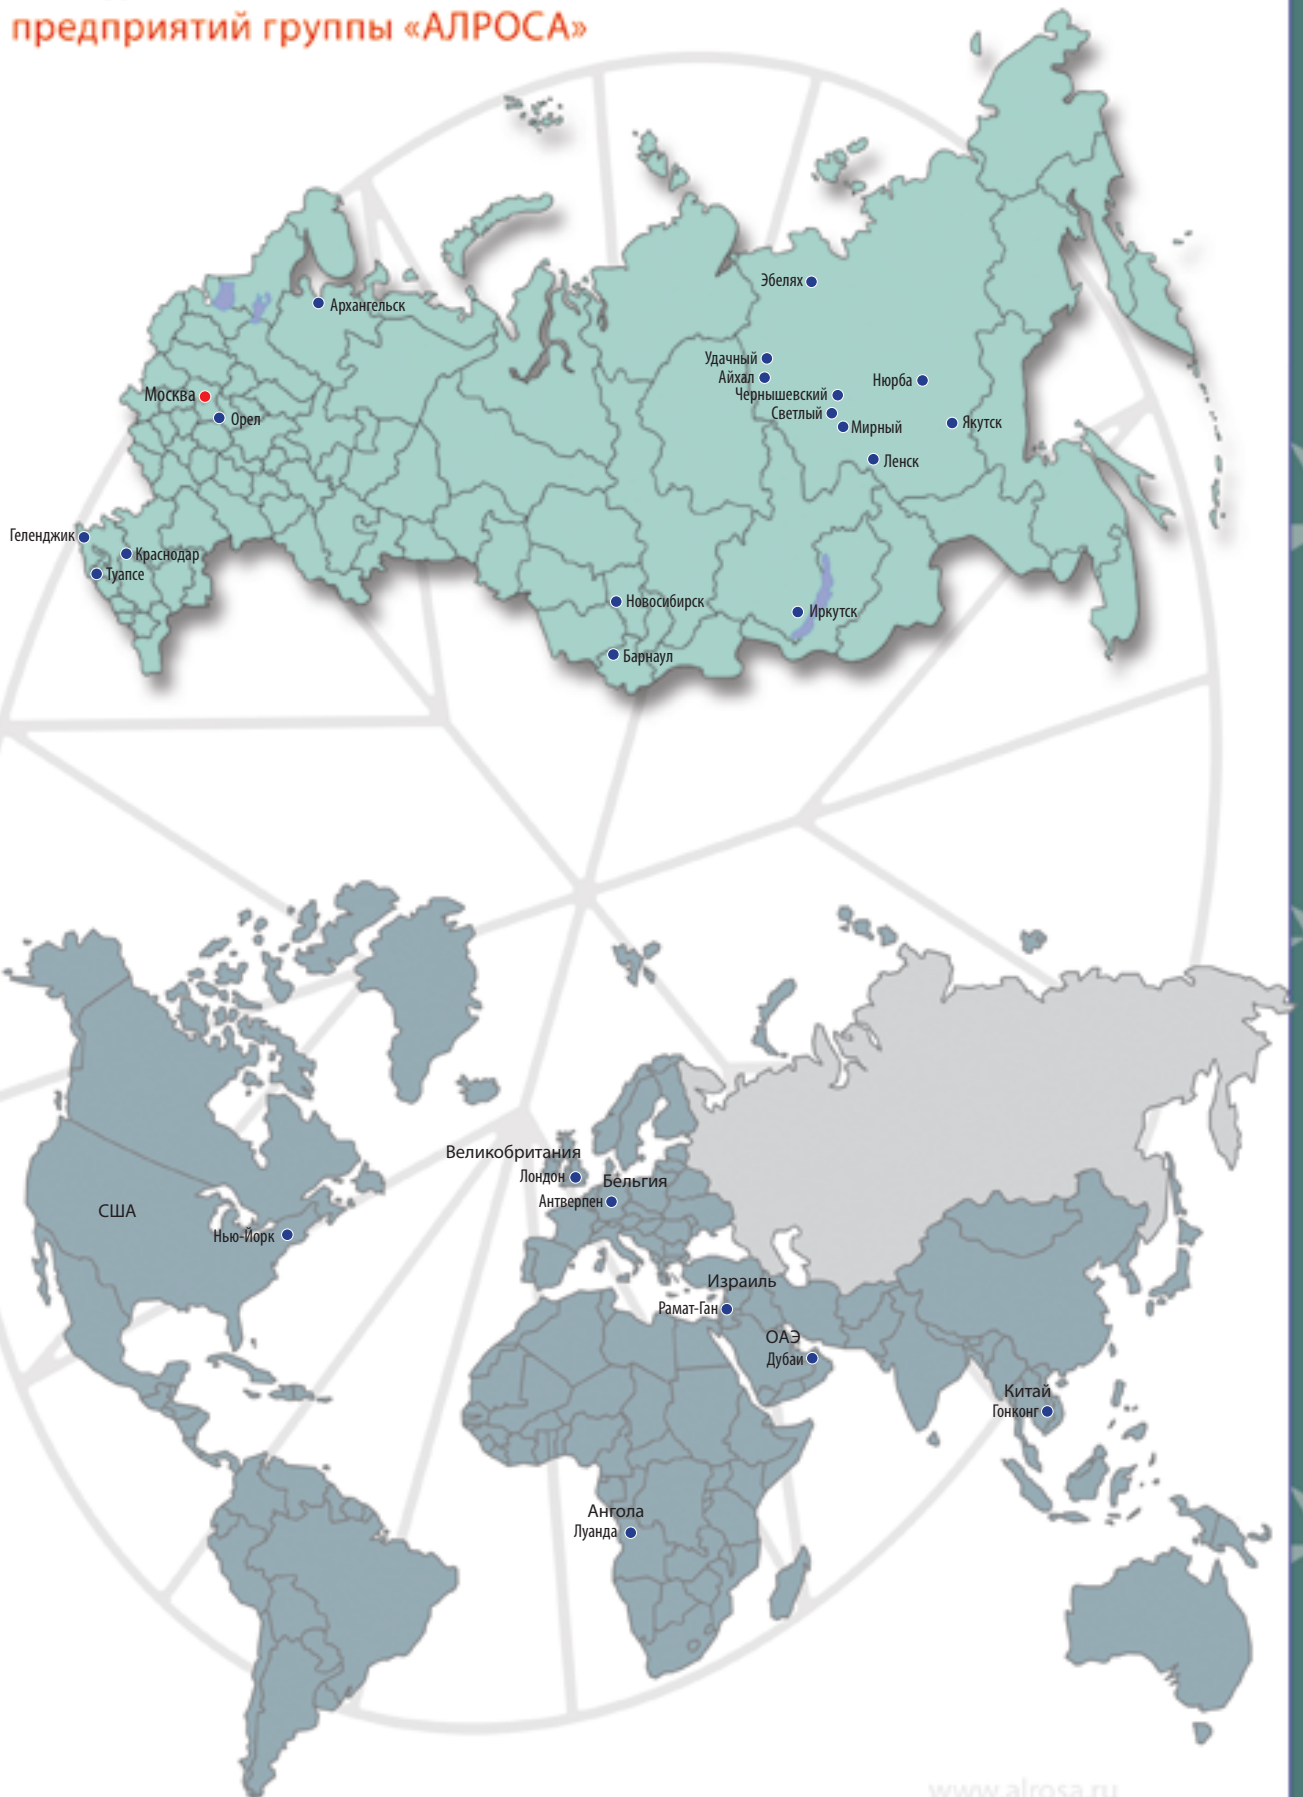 предприятий группы «АЛРОСА»
Эбелях
Архангельск
Удачный
Айхал
Нюрба
Чернышевский
Москва
Светлый
Орел
Мирный
Якутск
Ленск
Геленджик
Краснодар
Туапсе
Новосибирск
Иркутск
Барнаул
Великобритания
Лондон
Бельгия
Антверпен
США
Нью-Йорк
Израиль
Рамат-Ган
ОАЭ
Дубаи
Китай
Гонконг
Ангола
Луанда
www.alrosa.ru